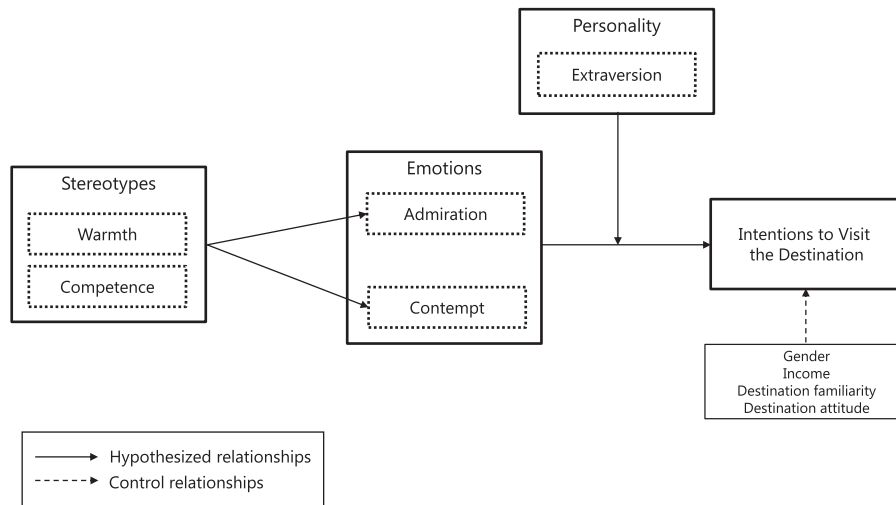 Personality
Extraversion
Stereotypes
Warmth
Competence
Emotions
Admiration
Contempt
Intentions to Visit
the Destination
Gender
Income
Destination familiarity
Destination attitude
Hypothesized relationships
Control relationships